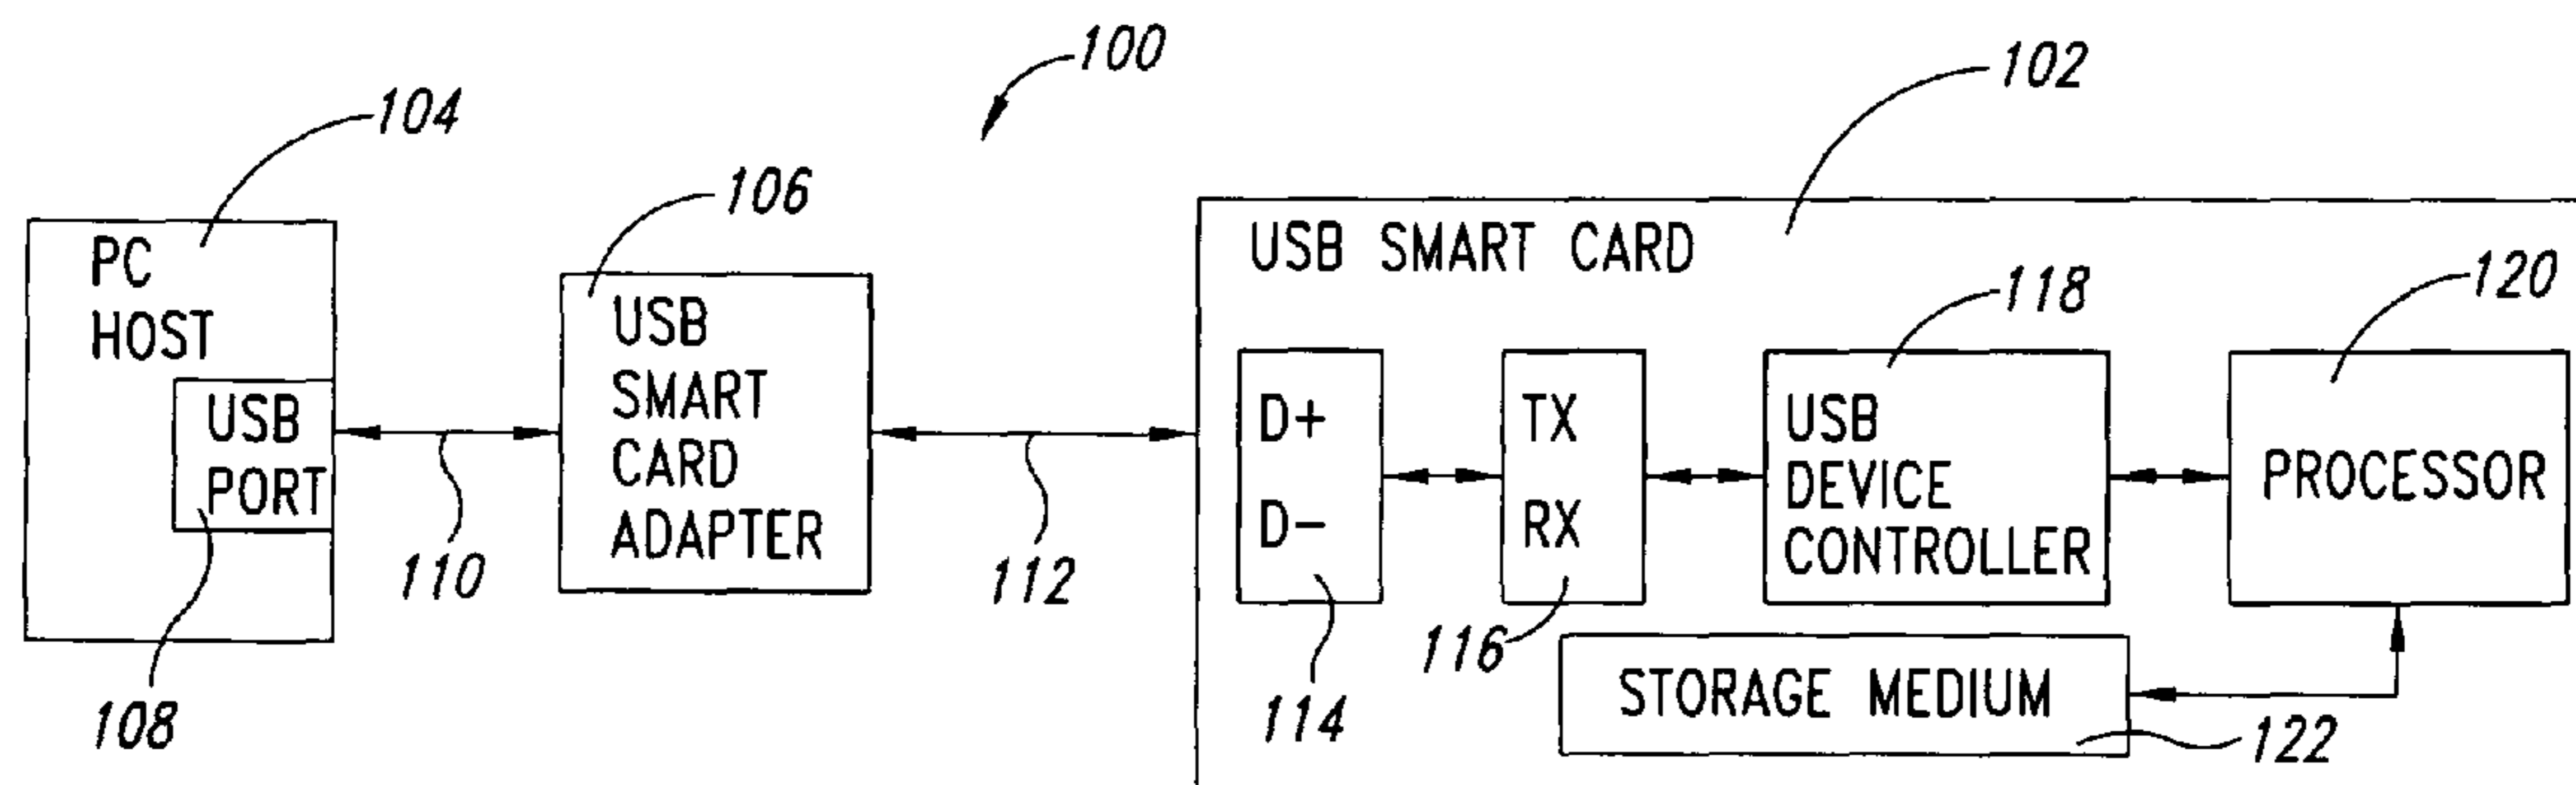 100
104
PC
HOST
USB
PORT
108
110
106
USB
SMART
CARD
ADAPTER
112
102
USB SMART CARD
D+
D-
114
TX
RX
116
118
USB
DEVICE
CONTROLLER
120
PROCESSOR
STORAGE MEDIUM
122